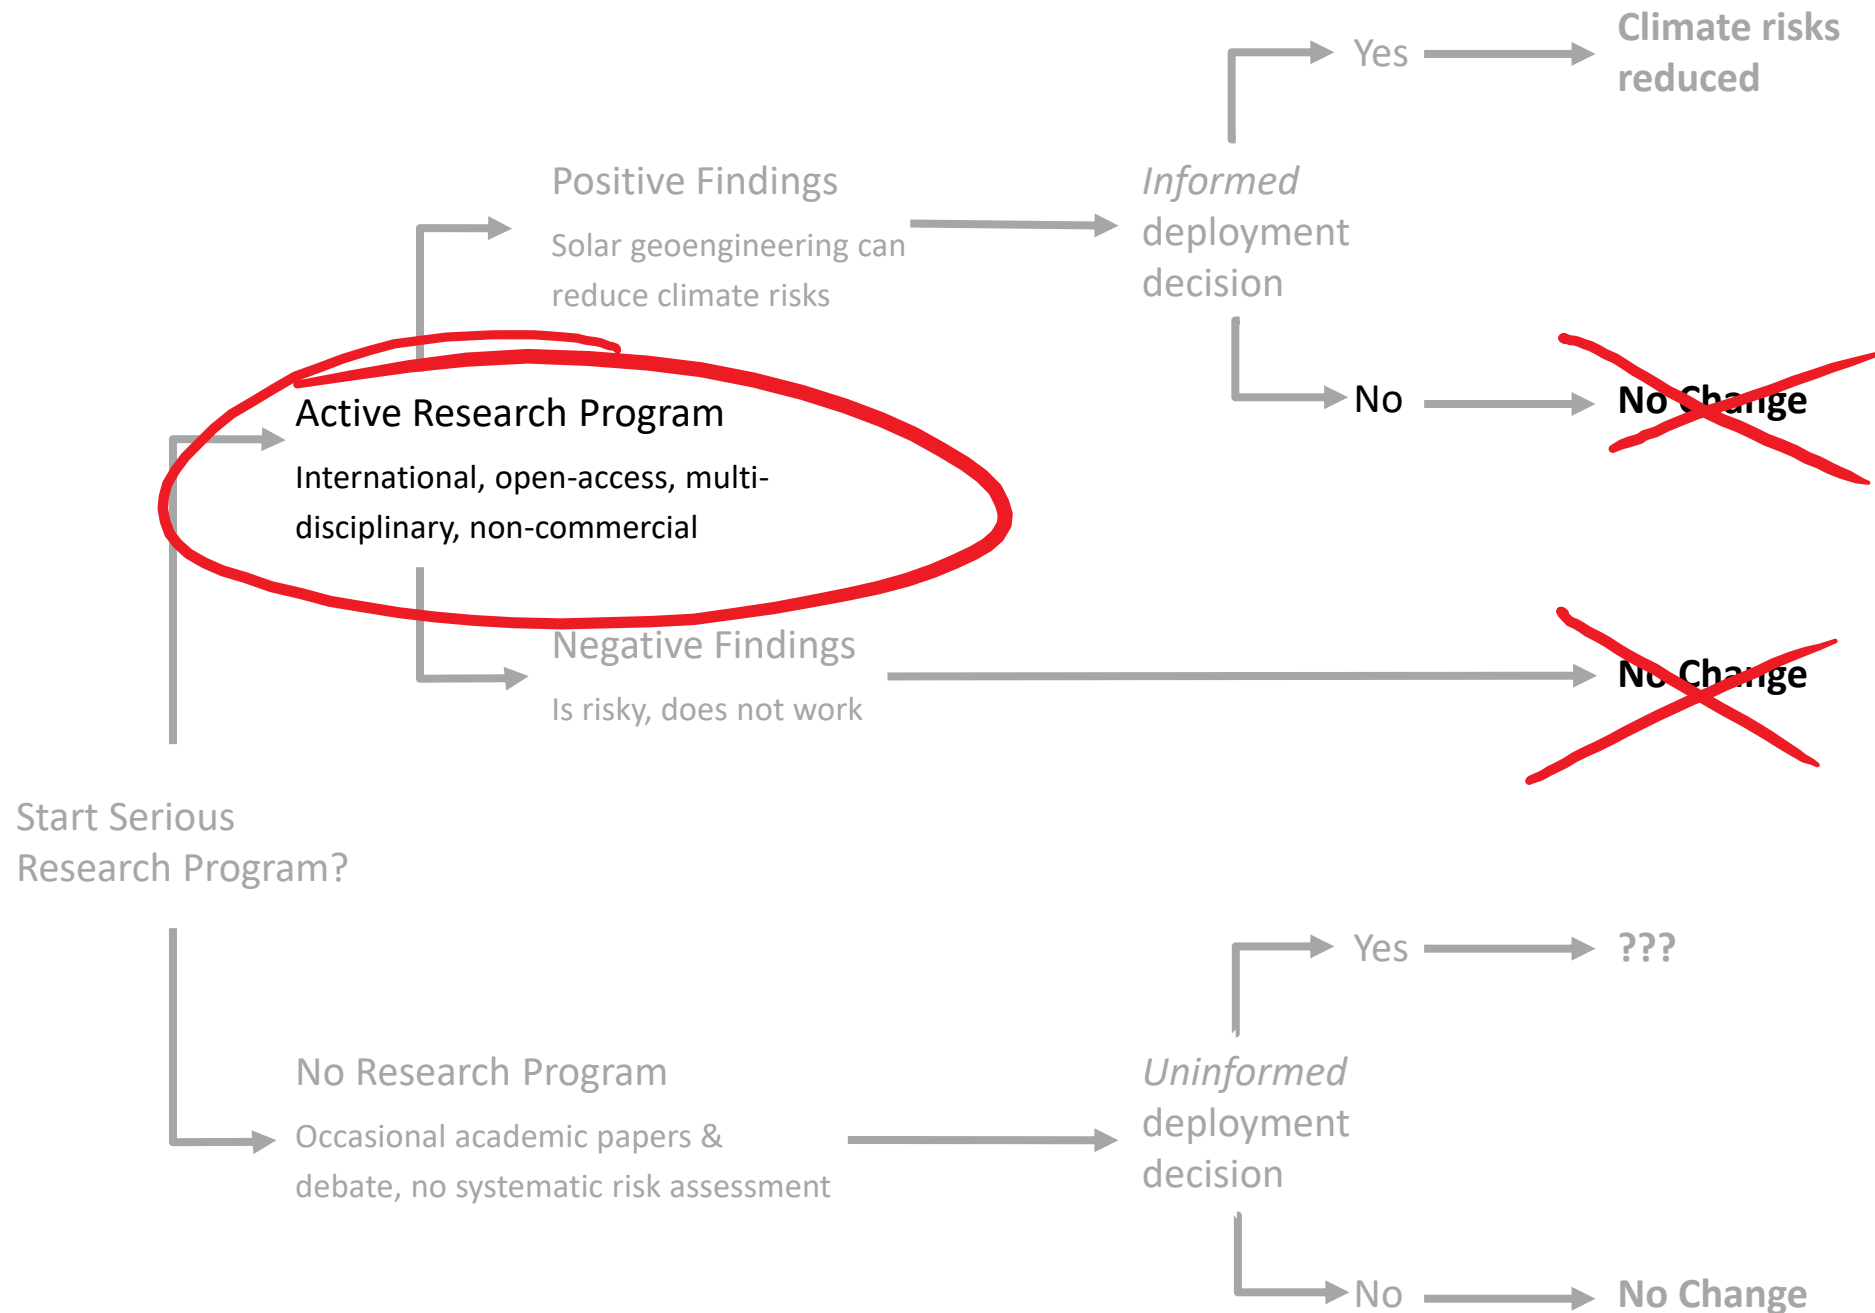 Climate risks
reduced
Yes
Positive Findings
Solar geoengineering can
reduce climate risks
Informed
deployment
decision
No
No Change
Active Research Program
International, open-access, multi-
disciplinary, non-commercial
Negative Findings
Is risky, does not work
No Change
Start Serious
Research Program?
Yes
???
No Research Program
Occasional academic papers &
debate, no systematic risk assessment
Uninformed
deployment
decision
No
No Change